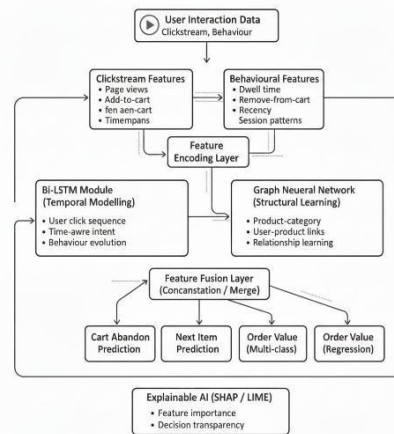 User Interaction Data
Clickstream, Behaviour
Clickstream Features
• Page views
• Add-to-cart
• fen aen-cart
• Timempans
Behavioural Features
• Dwell time
• Remove-from-cart
• Recency
Session patterns
Feature
Encoding Layer
Bi-LSTM Module
(Temporal Modelling)
• User click sequence
• Time-awre intent
• Behaviour evolution
Graph Neueral Network
(Structural Learning)
• Product-category
• User-product links
• Relationship learning
Feature Fusion Layer
(Concanstation / Merge)
Cart Abandon
Prediction
Next Item
Prediction
Order Value
(Multi-class)
Order Value
(Regression)
Explainable AI (SHAP / LIME)
• Feature importance
• Decision transparency